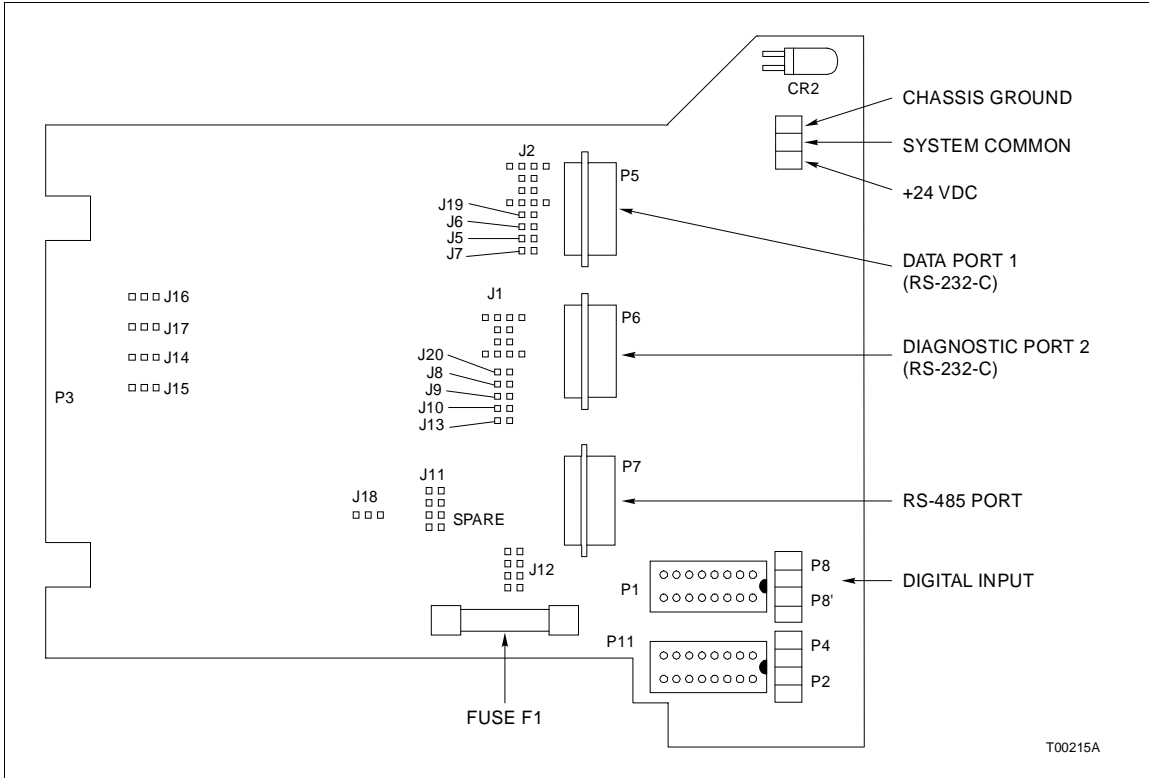 CR2
CHASSIS GROUND
SYSTEM COMMON
+24 VDC
J2
P5
J19
J6
J5
J7
DATA PORT 1
(RS-232-C)
J16
J17
J14
J15
P3
J1
P6
J20
J8
J9
J10
J13
DIAGNOSTIC PORT 2
(RS-232-C)
J18
J11
SPARE
P7
RS-485 PORT
J12
P1
P8
P8'
DIGITAL INPUT
P11
P4
P2
FUSE F1
T00215A